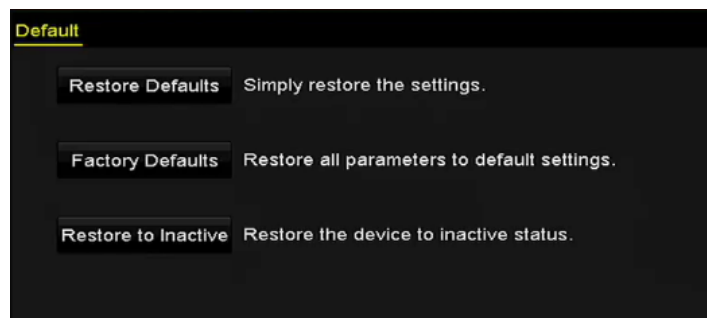 Default
Restore Defaults Simply restore the settings.
Factory Defaults Restore all parameters to default settings.
Restore to Inactive Restore the device to inactive status.